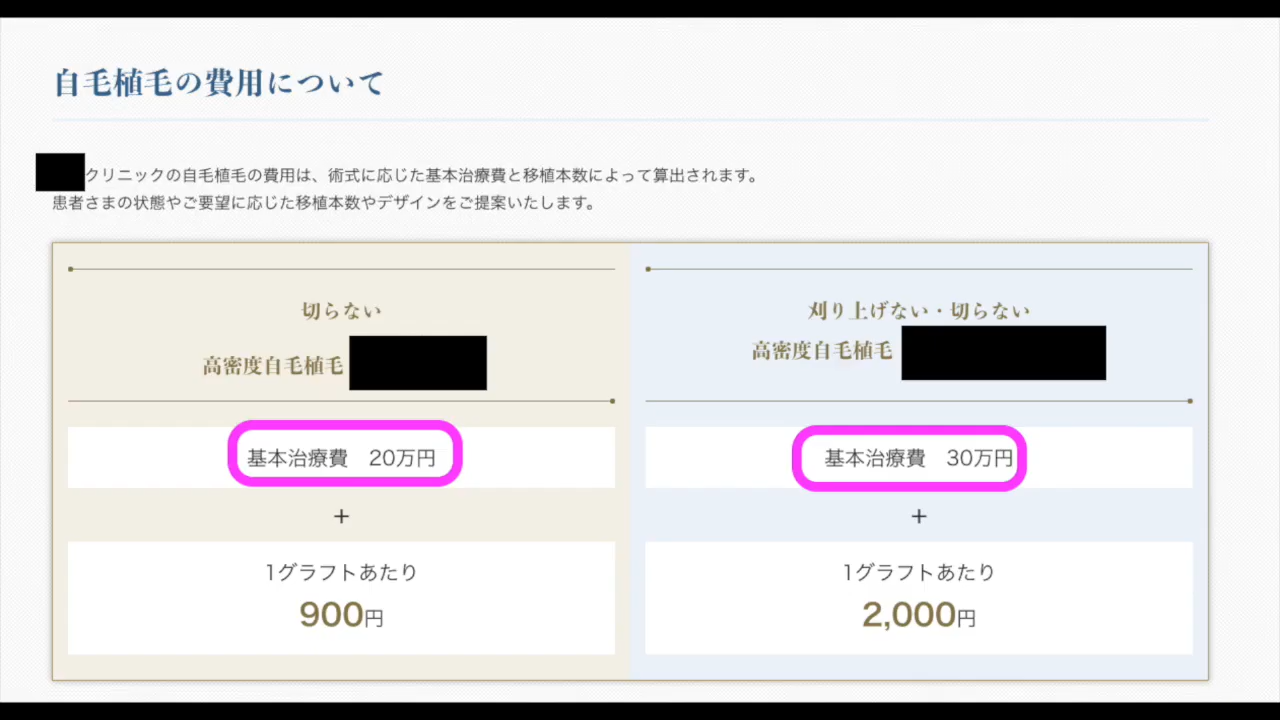 自毛植毛の費用について
クリニックの自毛植毛の費用は、術式に応じた基本治療費と移植本数によって算出されます。
患者さまの状態やご要望に応じた移植本数やデザインをご提案いたします。
切らない
高密度自毛植毛
基本治療費　20万円
+
1グラフトあたり
900円
刈り上げない・切らない
高密度自毛植毛
基本治療費　30万円
+
1グラフトあたり
2,000円